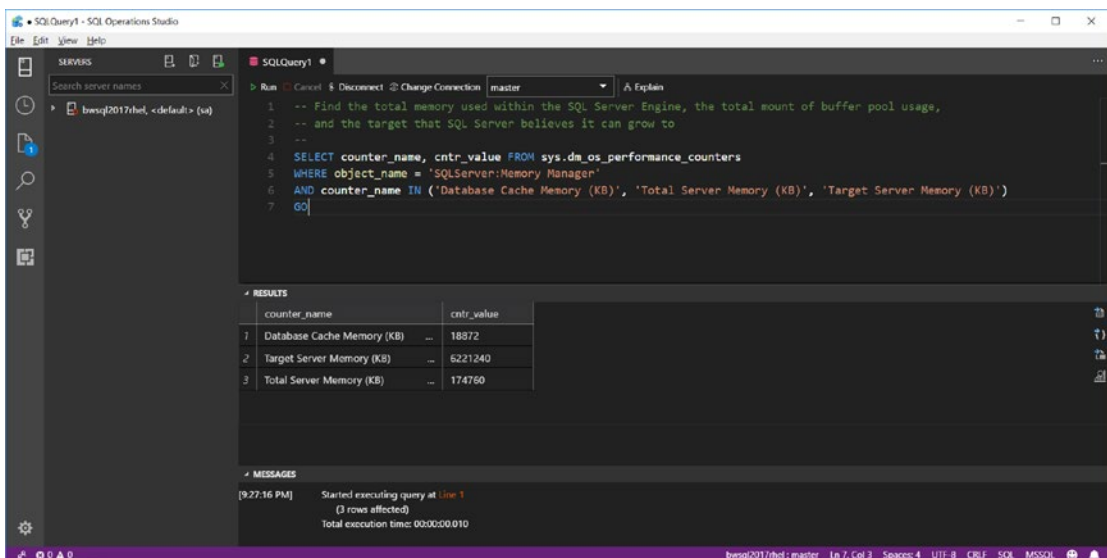 ● SQLQuery1 - SQL Operations Studio
File Edit View Help
SERVERS
Search server names
bwsql2017rhel, <default> (sa)
1
SQLQuery1 ●
Run Cancel Disconnect Change Connection master Explain
1 -- Find the total memory used within the SQL Server Engine, the total mount of buffer pool usage,
2 -- and the target that SQL Server believes it can grow to
3 --
4 SELECT counter_name, cntr_value FROM sys.dm_os_performance_counters
5 WHERE object_name = 'SQLServer:Memory Manager'
6 AND counter_name IN ('Database Cache Memory (KB)', 'Total Server Memory (KB)', 'Target Server Memory (KB)')
7 GO
RESULTS
counter_name cntr_value
1 Database Cache Memory (KB) ... 18872
2 Target Server Memory (KB) ... 6221240
3 Total Server Memory (KB) ... 174760
MESSAGES
[9:27:16 PM] Started executing query at Line 1
(3 rows affected)
Total execution time: 00:00:00.010
0 0 bwsql2017rhel : master Ln 7, Col 3 Spaces: 4 UTF-8 CRLF SQL MSSQL